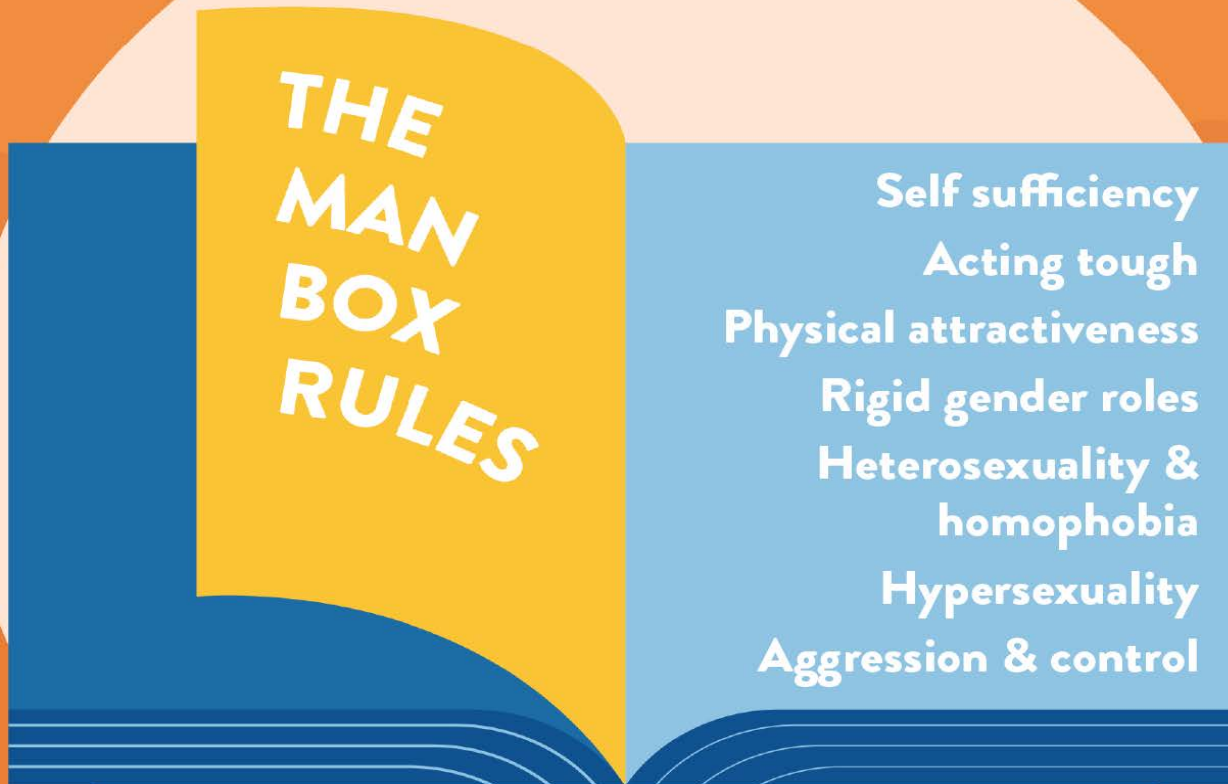 THE
MAN
BOX
RULES
Self sufficiency
Acting tough
Physical attractiveness
Rigid gender roles
Heterosexuality &
homophobia
Hypersexuality
Aggression & control